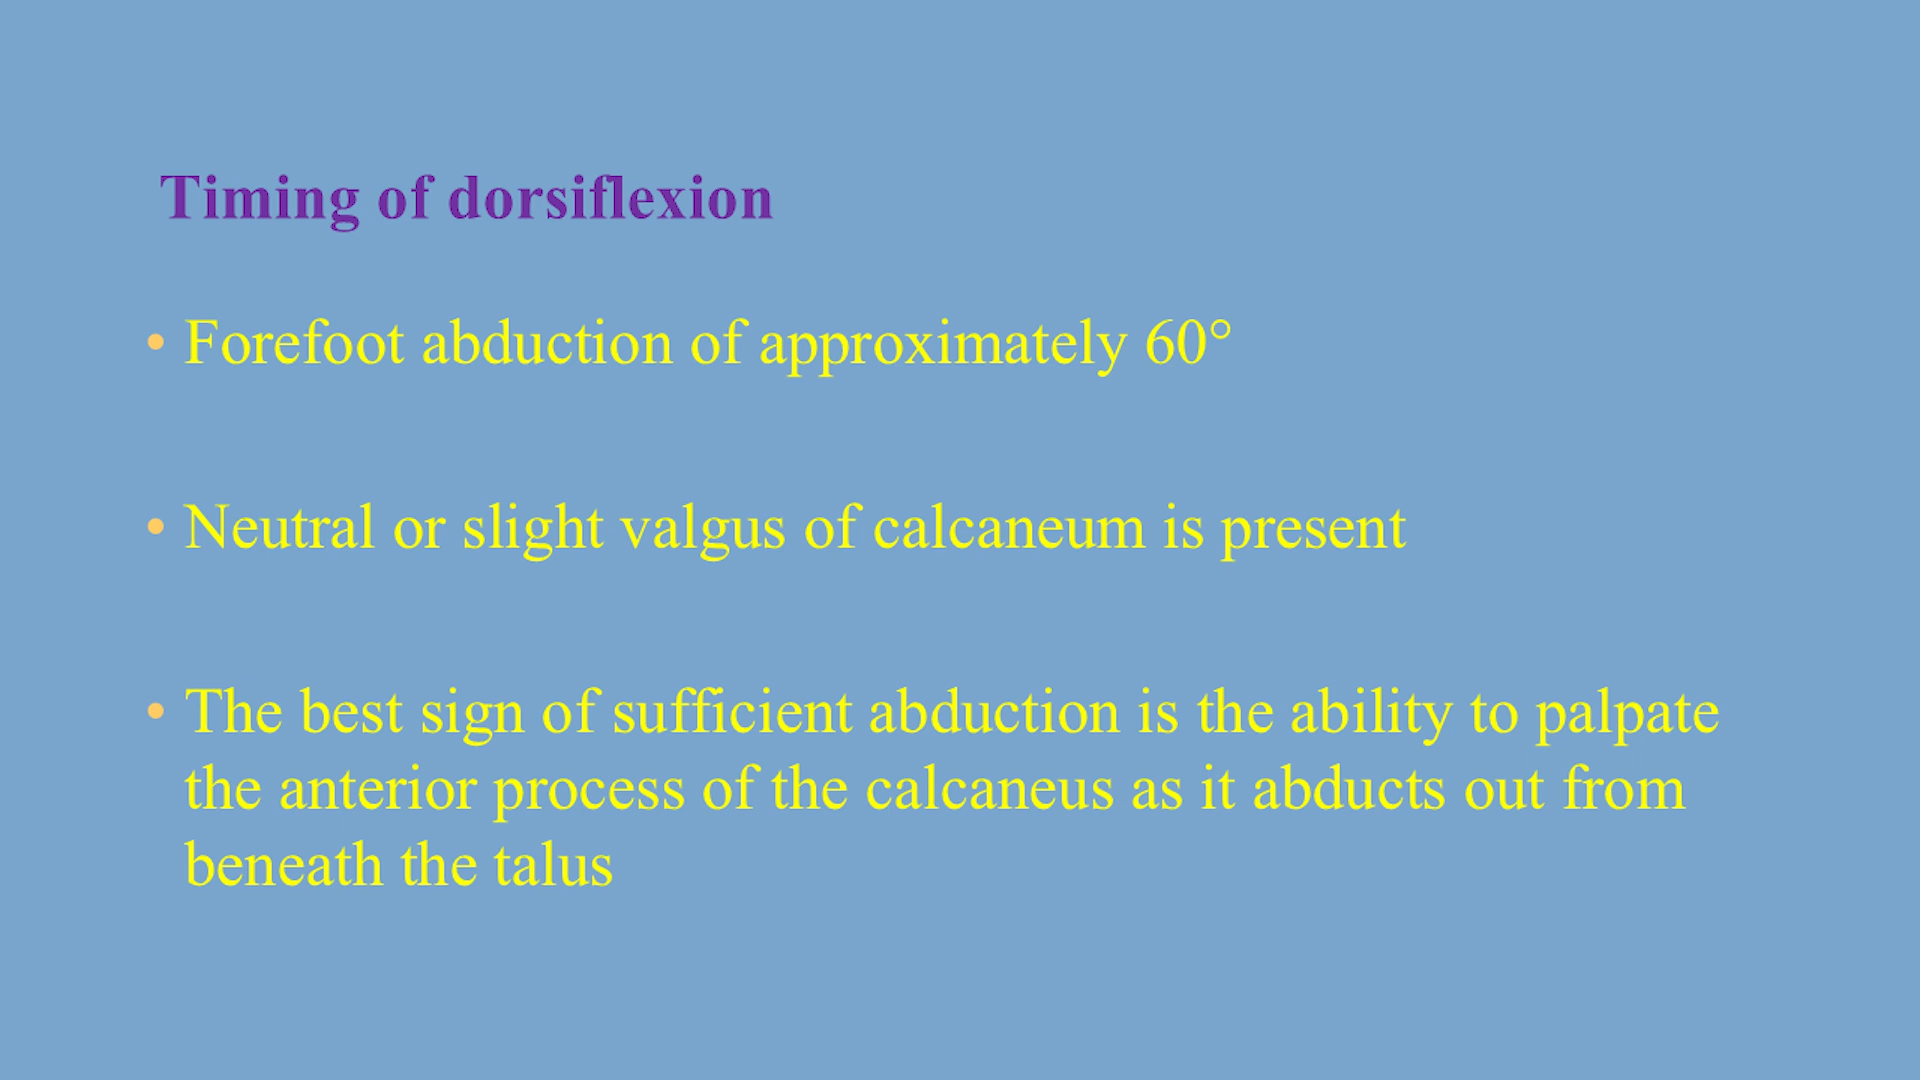 Timing of dorsiflexion
• Forefoot abduction of approximately 60°
• Neutral or slight valgus of calcaneum is present
• The best sign of sufficient abduction is the ability to palpate
the anterior process of the calcaneus as it abducts out from
beneath the talus